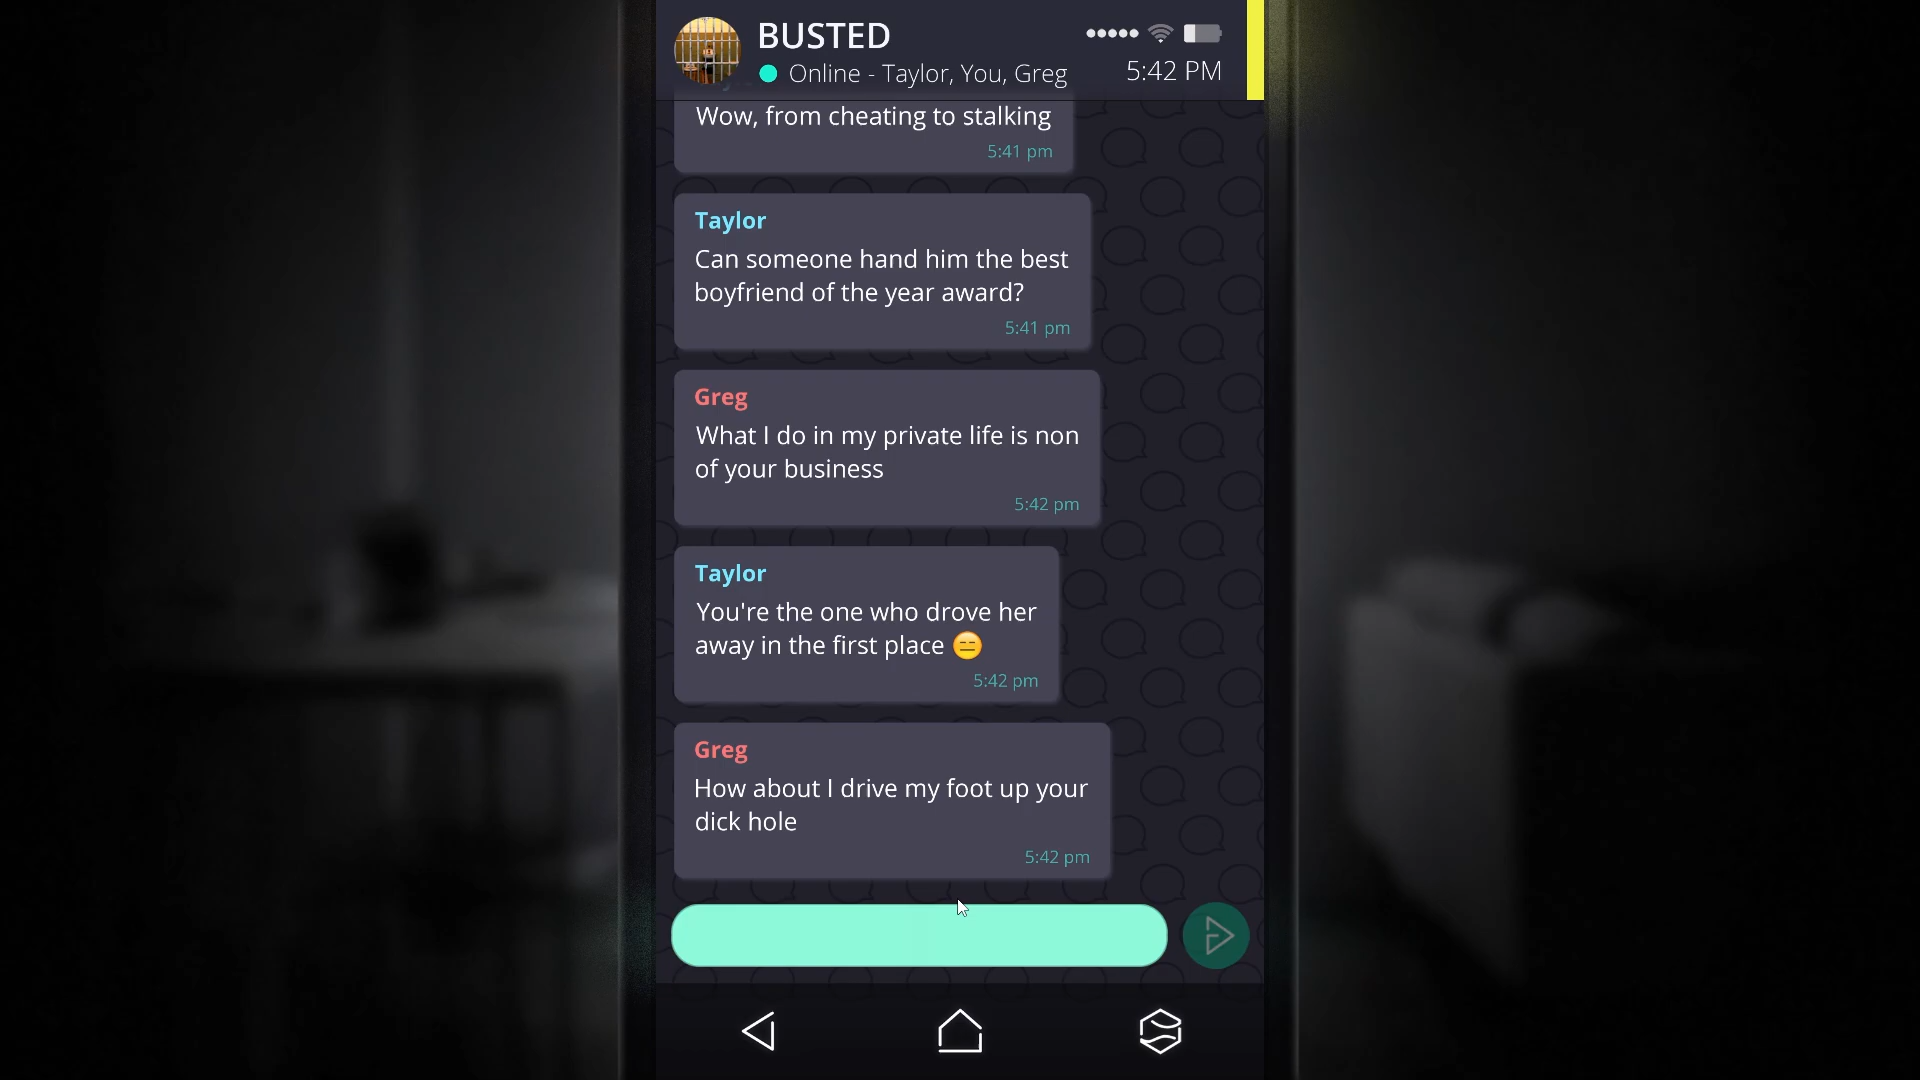 BUSTED
Online - Taylor, You, Greg
5:42 PM
Wow, from cheating to stalking
5:41 pm
Taylor
Can someone hand him the best
boyfriend of the year award?
5:41 pm
Greg
What I do in my private life is non
of your business
5:42 pm
Taylor
You're the one who drove her
away in the first place 😑
5:42 pm
Greg
How about I drive my foot up your
dick hole
5:42 pm